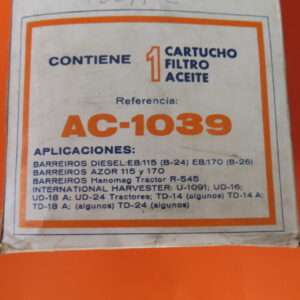 CONTIENE 1 CARTUCHO
FILTRO
ACEITE
Referencia:
AC-1039
APLICACIONES:
BARREIROS DIESEL: EB/115 (B-24) EB/170 (B-26)
BARREIROS AZOR 115 y 170
BARREIROS Hanomag Tractor R-545
INTERNATIONAL HARVESTER: U-1091; UD-16;
UD-18 A; UD-24 Tractores; TD-14 (algunos) TD-14 A;
TD-18 A; (algunos) TD-24 (algunos)